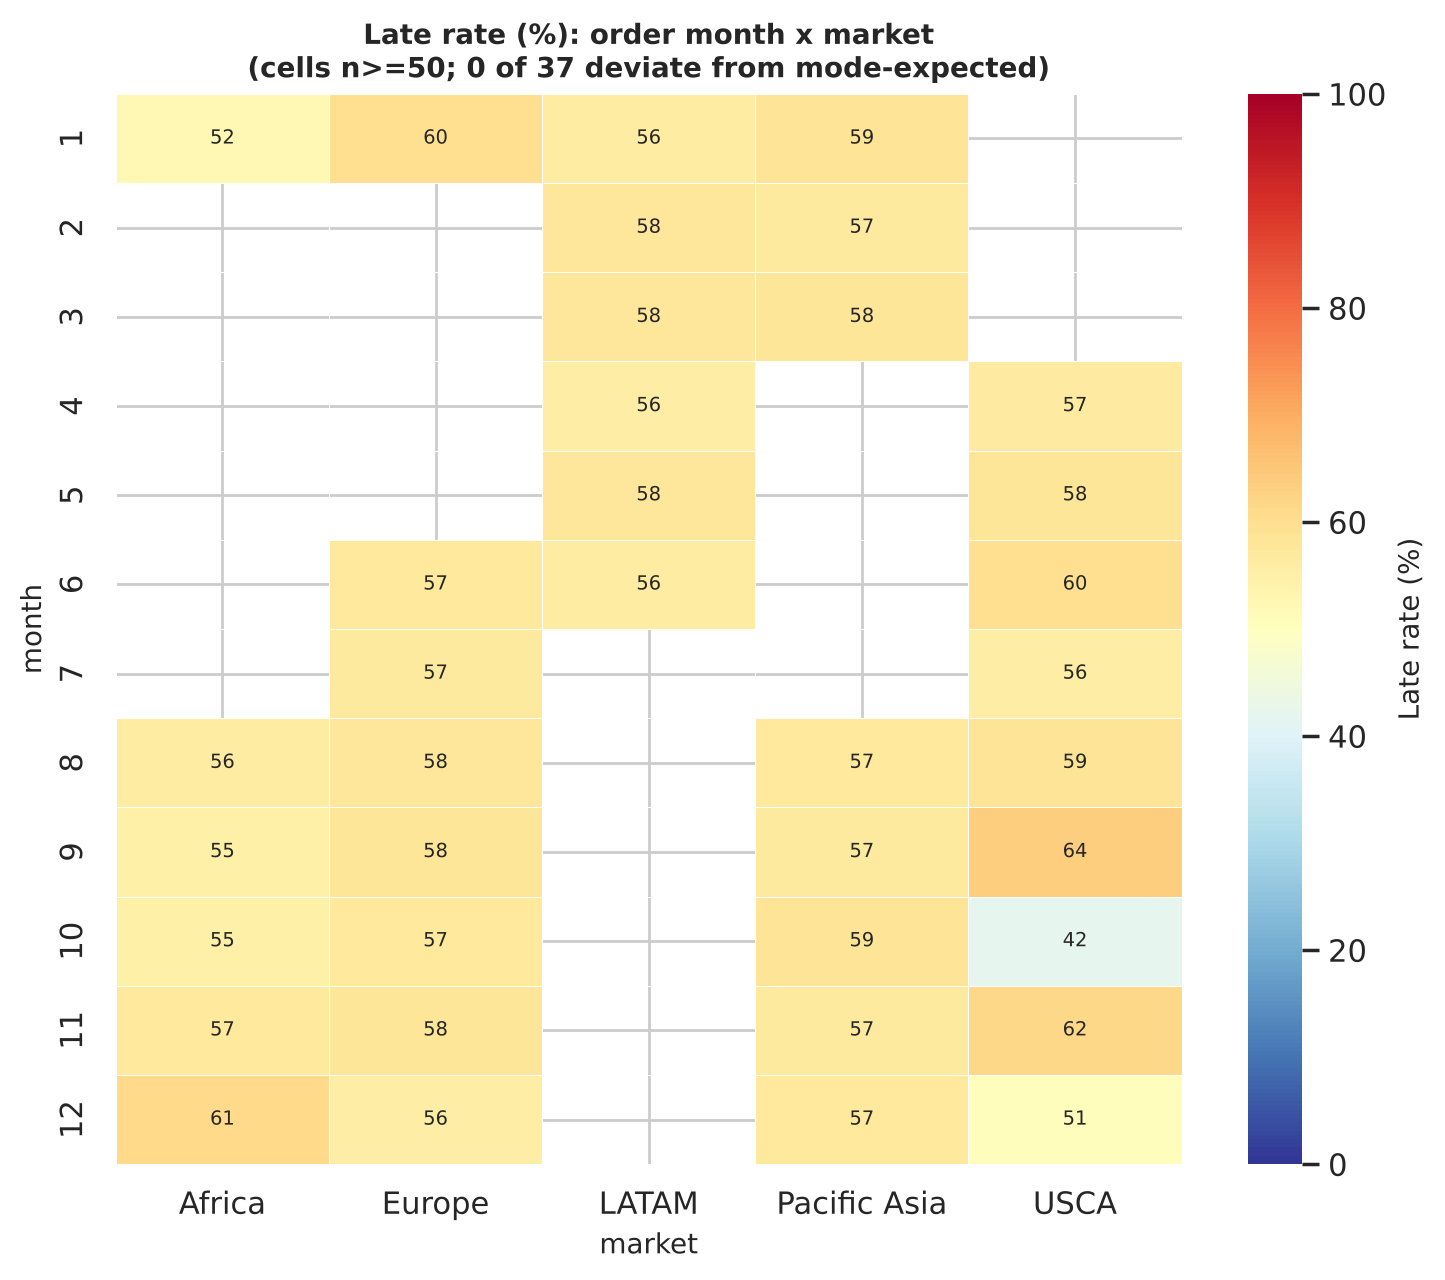 Late rate (%): order month x market
(cells n>=50; 0 of 37 deviate from mode-expected)
1 52 60 56 59
2 58 57
3 58 58
4 56 57
5 58 58
6 57 56 60
7 57 56
8 56 58 57 59
9 55 58 57 64
10 55 57 59 42
11 57 58 57 62
12 61 56 57 51
month
Africa Europe LATAM Pacific Asia USCA
market
100
80
60
40
20
0
Late rate (%)